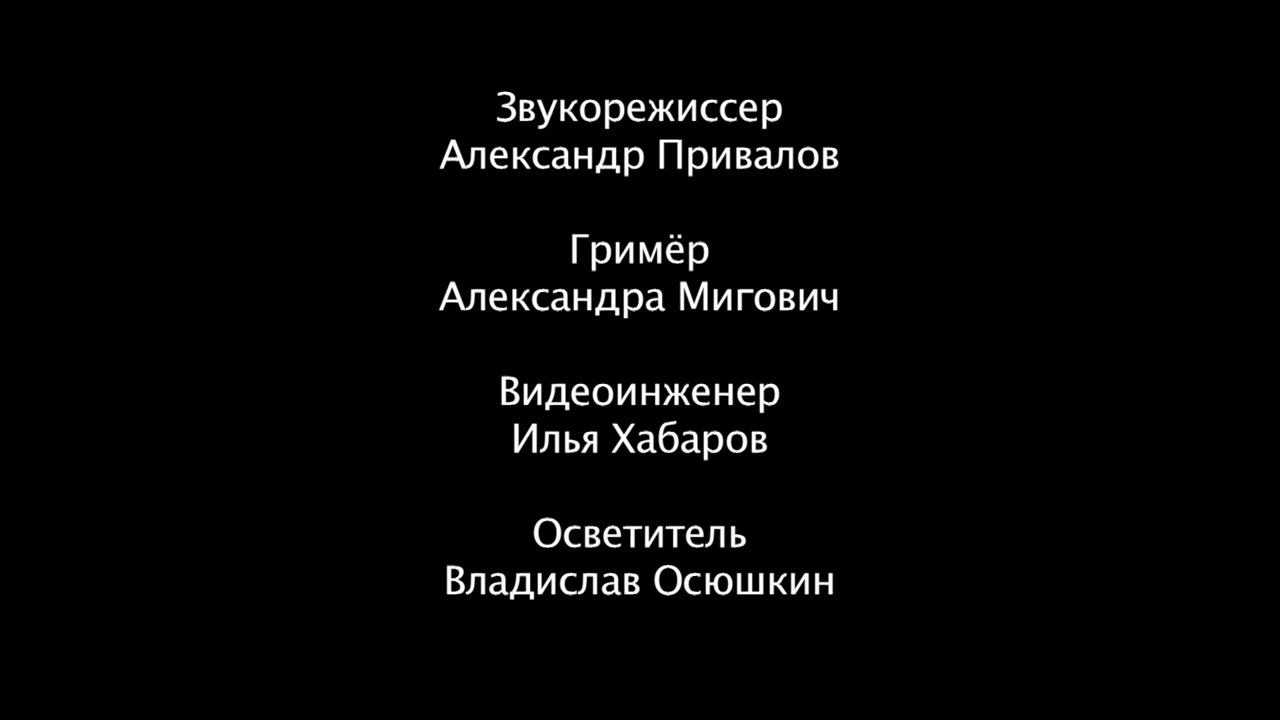 Звукорежиссер
Александр Привалов
Гримёр
Александра Мигович
Видеоинженер
Илья Хабаров
Осветитель
Владислав Осюшкин